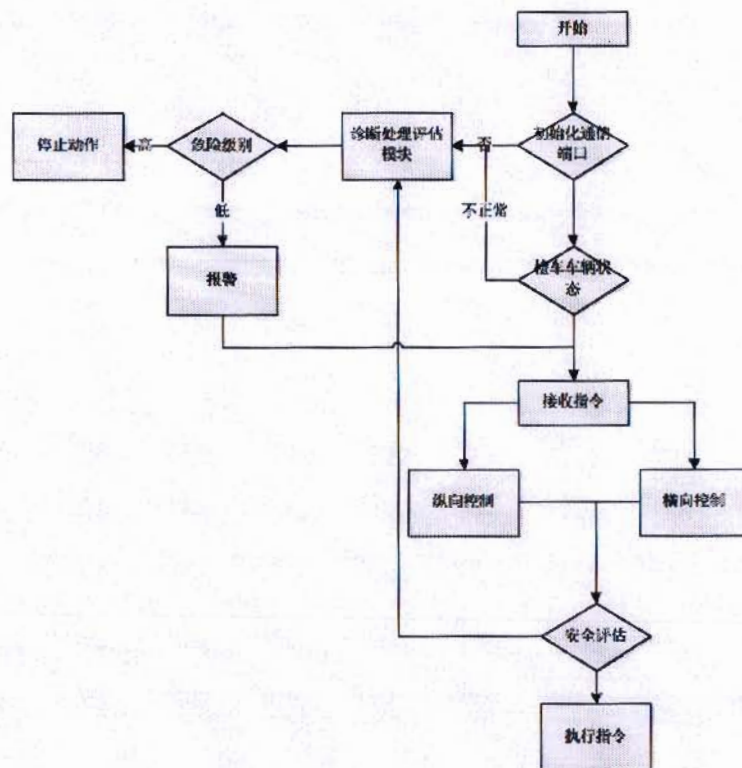 开始
停止动作
高
危险级别
诊断处理评估
模块
否
初始化通信
端口
低
不正常
报警
检车车辆状
态
接收指令
纵向控制
横向控制
安全评估
执行指令